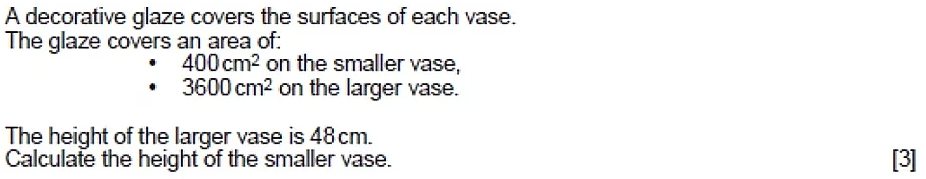 A decorative glaze covers the surfaces of each vase.
The glaze covers an area of:
• 400 cm² on the smaller vase,
• 3600 cm² on the larger vase.
The height of the larger vase is 48 cm.
Calculate the height of the smaller vase. [3]